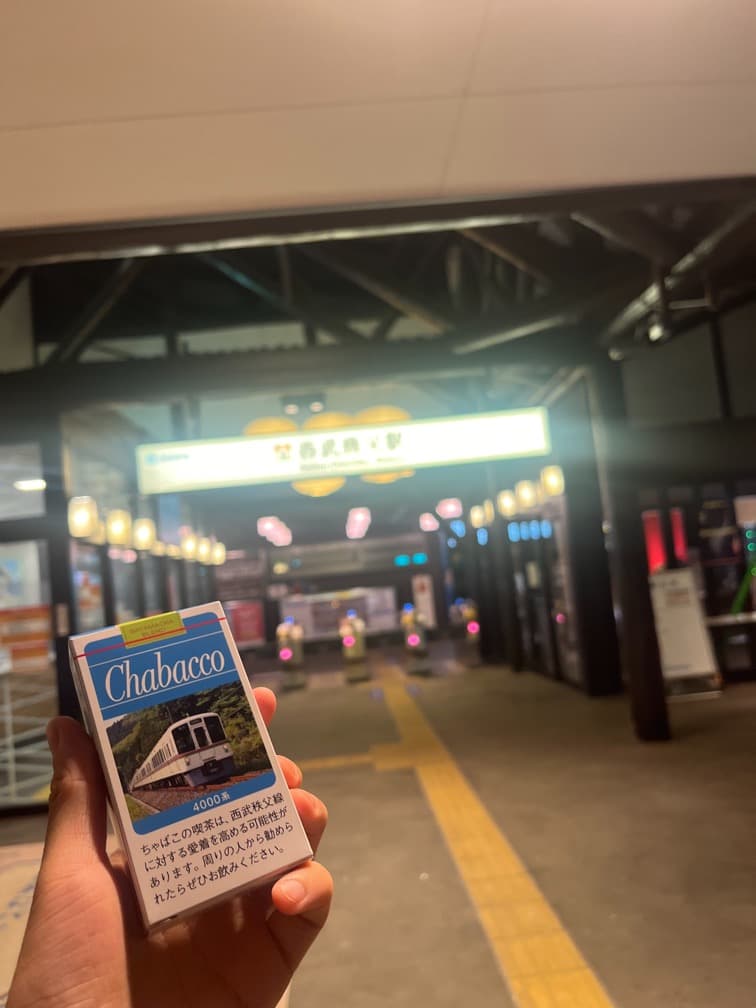 西武秩父駅
Chabacco
4000系
ちゃばこの喫茶は、西武秩父線
に対する愛着を高める可能性が
あります。周りの人から勧めら
れたらぜひお飲みください。